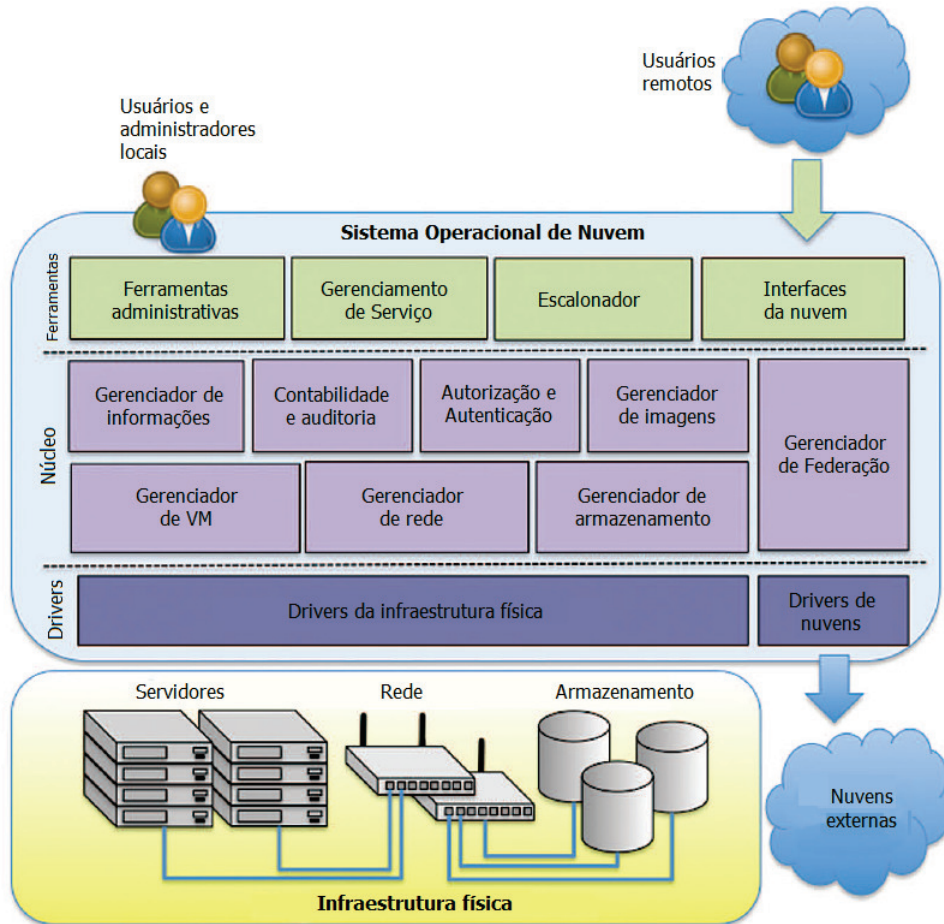 Usuários
remotos
Usuários e
administradores
locais
Sistema Operacional de Nuvem
Ferramentas
Ferramentas
administrativas
Gerenciamento
de Serviço
Escalonador
Interfaces
da nuvem
Núcleo
Gerenciador de
informações
Contabilidade
e auditoria
Autorização e
Autenticação
Gerenciador
de imagens
Gerenciador
de Federação
Gerenciador
de VM
Gerenciador
de rede
Gerenciador de
armazenamento
Drivers
Drivers da infraestrutura física
Drivers de
nuvens
Servidores
Rede
Armazenamento
Nuvens
externas
Infraestrutura física